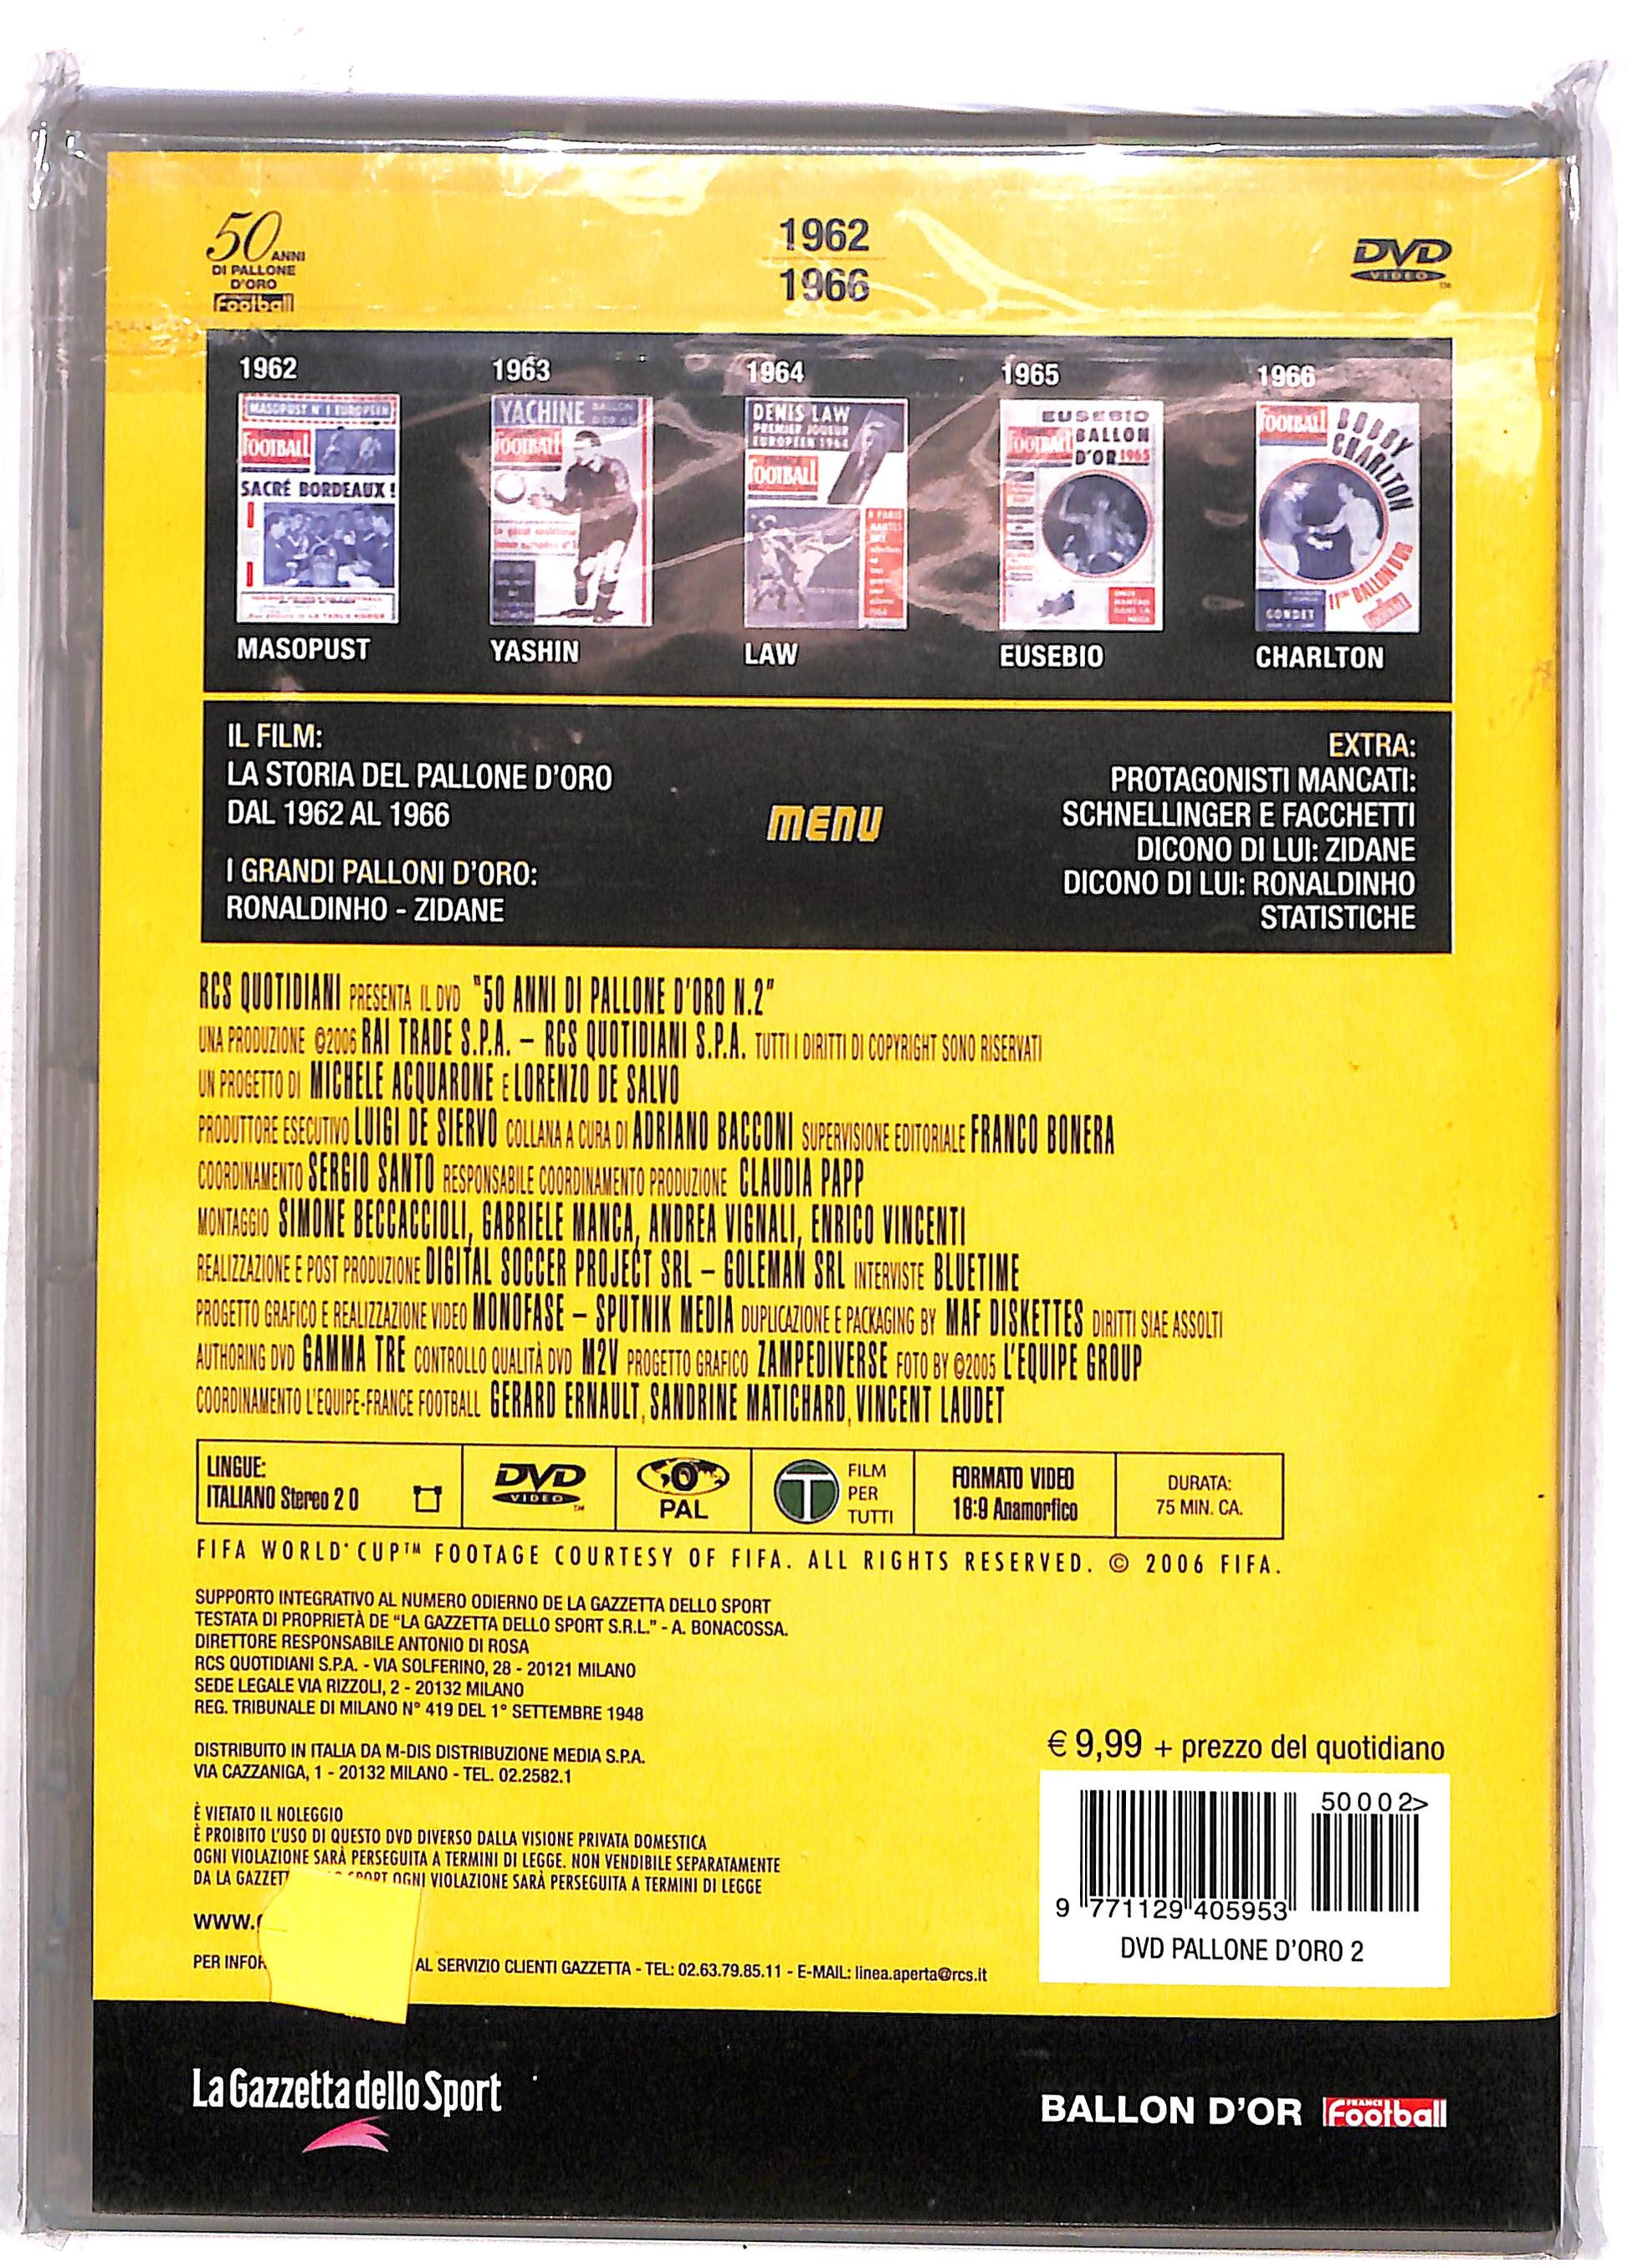 50 ANNI
DI PALLONE
D'ORO
Football
1962
1966
DVD
VIDEO
1962
1963
1964
1965
1966
MASOPUST N°1 EUROPÉEN
FOOTBALL
SACRÉ BORDEAUX!
YACHINE
FOOTBALL
DENIS LAW
PREMIER JOUEUR
EUROPÉEN 1964
FOOTBALL
EUSEBIO
FOOTBALL BALLON
D'OR 1965
FOOTBALL
BOBBY
CHARLTON
GONDET
11ème BALLON D'OR
MASOPUST
YASHIN
LAW
EUSEBIO
CHARLTON
IL FILM:
LA STORIA DEL PALLONE D'ORO
DAL 1962 AL 1966
I GRANDI PALLONI D'ORO:
RONALDINHO - ZIDANE
MENU
EXTRA:
PROTAGONISTI MANCATI:
SCHNELLINGER E FACCHETTI
DICONO DI LUI: ZIDANE
DICONO DI LUI: RONALDINHO
STATISTICHE
RCS QUOTIDIANI PRESENTA IL DVD "50 ANNI DI PALLONE D'ORO N.2"
UNA PRODUZIONE ©2006 RAI TRADE S.P.A. – RCS QUOTIDIANI S.P.A. TUTTI I DIRITTI DI COPYRIGHT SONO RISERVATI
UN PROGETTO DI MICHELE ACQUARONE E LORENZO DE SALVO
PRODUTTORE ESECUTIVO LUIGI DE SIERVO COLLANA A CURA DI ADRIANO BACCONI SUPERVISIONE EDITORIALE FRANCO BONERA
COORDINAMENTO SERGIO SANTO RESPONSABILE COORDINAMENTO PRODUZIONE CLAUDIA PAPP
MONTAGGIO SIMONE BECCACCIOLI, GABRIELE MANCA, ANDREA VIGNALI, ENRICO VINCENTI
REALIZZAZIONE E POST PRODUZIONE DIGITAL SOCCER PROJECT SRL – GOLEMAN SRL INTERVISTE BLUETIME
PROGETTO GRAFICO E REALIZZAZIONE VIDEO MONOFASE – SPUTNIK MEDIA DUPLICAZIONE E PACKAGING BY MAF DISKETTES DIRITTI SIAE ASSOLTI
AUTHORING DVD GAMMA TRE CONTROLLO QUALITÀ DVD M2V PROGETTO GRAFICO ZAMPEDIVERSE FOTO BY ©2005 L'EQUIPE GROUP
COORDINAMENTO L'EQUIPE-FRANCE FOOTBALL GERARD ERNAULT, SANDRINE MATICHARD, VINCENT LAUDET
LINGUE:
ITALIANO Stereo 2 0
DVD
VIDEO
PAL
T
FILM
PER
TUTTI
FORMATO VIDEO
16:9 Anamorfico
DURATA:
75 MIN. CA.
FIFA WORLD CUP™ FOOTAGE COURTESY OF FIFA. ALL RIGHTS RESERVED. © 2006 FIFA.
SUPPORTO INTEGRATIVO AL NUMERO ODIERNO DE LA GAZZETTA DELLO SPORT
TESTATA DI PROPRIETÀ DE "LA GAZZETTA DELLO SPORT S.R.L." - A. BONACOSSA.
DIRETTORE RESPONSABILE ANTONIO DI ROSA
RCS QUOTIDIANI S.P.A. - VIA SOLFERINO, 28 - 20121 MILANO
SEDE LEGALE VIA RIZZOLI, 2 - 20132 MILANO
REG. TRIBUNALE DI MILANO N° 419 DEL 1° SETTEMBRE 1948
DISTRIBUITO IN ITALIA DA M-DIS DISTRIBUZIONE MEDIA S.P.A.
VIA CAZZANIGA, 1 - 20132 MILANO - TEL. 02.2582.1
È VIETATO IL NOLEGGIO
È PROIBITO L'USO DI QUESTO DVD DIVERSO DALLA VISIONE PRIVATA DOMESTICA
OGNI VIOLAZIONE SARÀ PERSEGUITA A TERMINI DI LEGGE. NON VENDIBILE SEPARATAMENTE
DA LA GAZZET SPORT OGNI VIOLAZIONE SARÀ PERSEGUITA A TERMINI DI LEGGE
www.
PER INFOR AL SERVIZIO CLIENTI GAZZETTA - TEL: 02.63.79.85.11 - E-MAIL: linea.aperta@rcs.it
€ 9,99 + prezzo del quotidiano
50002>
9 771129 405953
DVD PALLONE D'ORO 2
La Gazzetta dello Sport
BALLON D'OR FRANCE Football